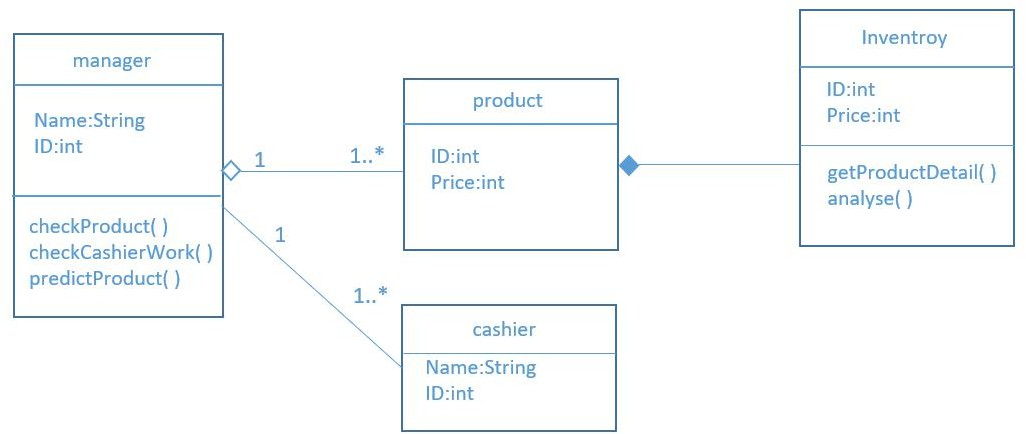 manager
Name:String
ID:int
checkProduct( )
checkCashierWork( )
predictProduct( )
1
1..*
1
1..*
product
ID:int
Price:int
cashier
Name:String
ID:int
Inventroy
ID:int
Price:int
getProductDetail( )
analyse( )